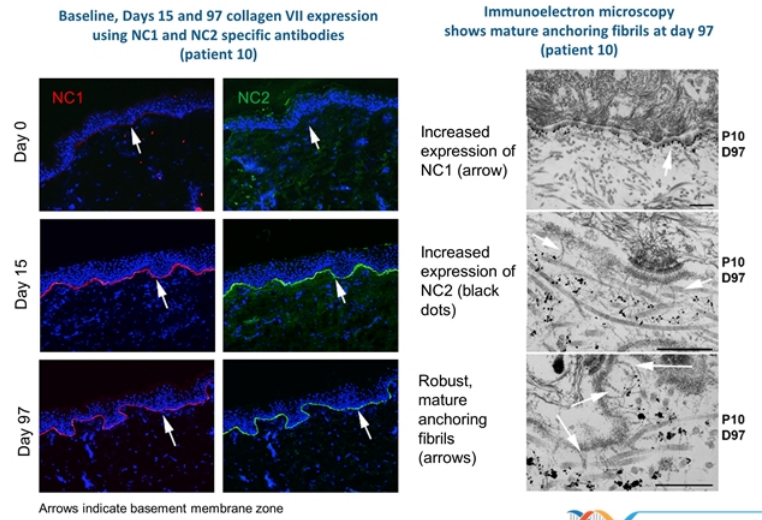 Baseline, Days 15 and 97 collagen VII expression
using NC1 and NC2 specific antibodies
(patient 10)
NC1
NC2
Day 0
Day 15
Day 97
Arrows indicate basement membrane zone
Immunoelectron microscopy
shows mature anchoring fibrils at day 97
(patient 10)
Increased
expression of
NC1 (arrow)
P10
D97
Increased
expression of
NC2 (black
dots)
P10
D97
Robust,
mature
anchoring
fibrils
(arrows)
P10
D97